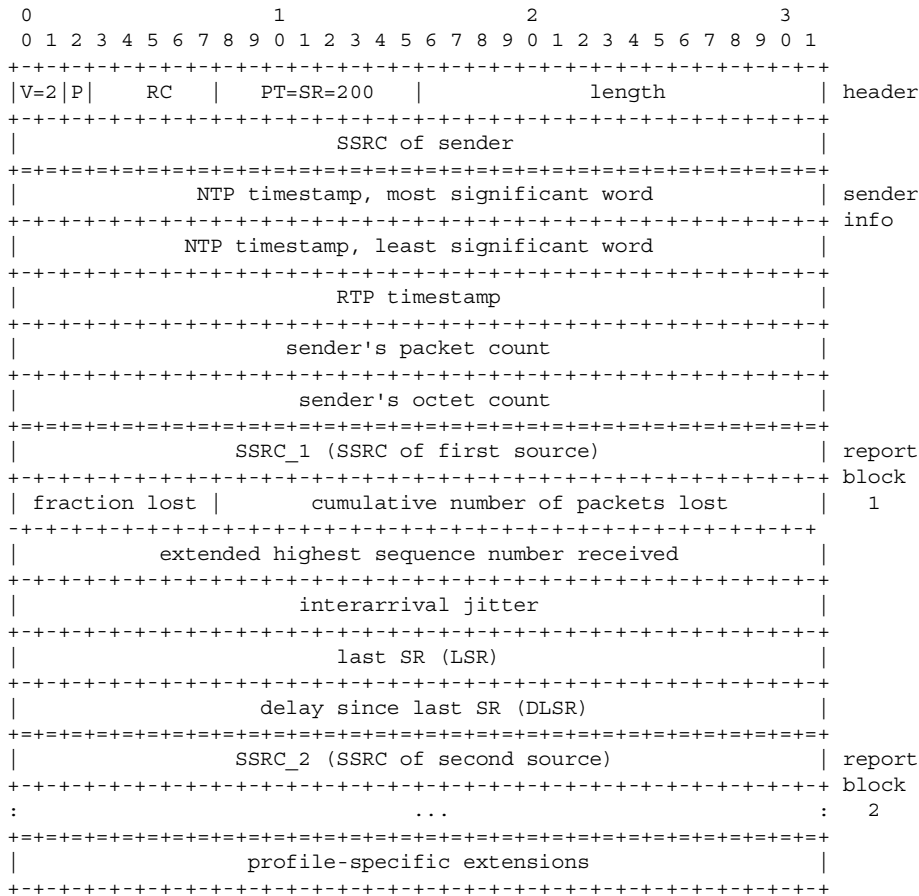 0                   1                   2                   3
 0 1 2 3 4 5 6 7 8 9 0 1 2 3 4 5 6 7 8 9 0 1 2 3 4 5 6 7 8 9 0 1
+-+-+-+-+-+-+-+-+-+-+-+-+-+-+-+-+-+-+-+-+-+-+-+-+-+-+-+-+-+-+-+-+
|V=2|P|    RC   |   PT=SR=200   |             length            | header
+-+-+-+-+-+-+-+-+-+-+-+-+-+-+-+-+-+-+-+-+-+-+-+-+-+-+-+-+-+-+-+-+
|                         SSRC of sender                        |
+=+=+=+=+=+=+=+=+=+=+=+=+=+=+=+=+=+=+=+=+=+=+=+=+=+=+=+=+=+=+=+=+
|              NTP timestamp, most significant word             | sender
+-+-+-+-+-+-+-+-+-+-+-+-+-+-+-+-+-+-+-+-+-+-+-+-+-+-+-+-+-+-+-+-+ info
|             NTP timestamp, least significant word             |
+-+-+-+-+-+-+-+-+-+-+-+-+-+-+-+-+-+-+-+-+-+-+-+-+-+-+-+-+-+-+-+-+
|                         RTP timestamp                         |
+-+-+-+-+-+-+-+-+-+-+-+-+-+-+-+-+-+-+-+-+-+-+-+-+-+-+-+-+-+-+-+-+
|                     sender's packet count                     |
+-+-+-+-+-+-+-+-+-+-+-+-+-+-+-+-+-+-+-+-+-+-+-+-+-+-+-+-+-+-+-+-+
|                      sender's octet count                     |
+=+=+=+=+=+=+=+=+=+=+=+=+=+=+=+=+=+=+=+=+=+=+=+=+=+=+=+=+=+=+=+=+
|                 SSRC_1 (SSRC of first source)                 | report
+-+-+-+-+-+-+-+-+-+-+-+-+-+-+-+-+-+-+-+-+-+-+-+-+-+-+-+-+-+-+-+-+ block
| fraction lost |       cumulative number of packets lost       |   1
-+-+-+-+-+-+-+-+-+-+-+-+-+-+-+-+-+-+-+-+-+-+-+-+-+-+-+-+-+-+-+-+
|           extended highest sequence number received           |
+-+-+-+-+-+-+-+-+-+-+-+-+-+-+-+-+-+-+-+-+-+-+-+-+-+-+-+-+-+-+-+-+
|                      interarrival jitter                      |
+-+-+-+-+-+-+-+-+-+-+-+-+-+-+-+-+-+-+-+-+-+-+-+-+-+-+-+-+-+-+-+-+
|                         last SR (LSR)                         |
+-+-+-+-+-+-+-+-+-+-+-+-+-+-+-+-+-+-+-+-+-+-+-+-+-+-+-+-+-+-+-+-+
|                   delay since last SR (DLSR)                  |
+=+=+=+=+=+=+=+=+=+=+=+=+=+=+=+=+=+=+=+=+=+=+=+=+=+=+=+=+=+=+=+=+
|                 SSRC_2 (SSRC of second source)                | report
+-+-+-+-+-+-+-+-+-+-+-+-+-+-+-+-+-+-+-+-+-+-+-+-+-+-+-+-+-+-+-+-+ block
:                               ...                             :   2
+=+=+=+=+=+=+=+=+=+=+=+=+=+=+=+=+=+=+=+=+=+=+=+=+=+=+=+=+=+=+=+=+
|                  profile-specific extensions                  |
+-+-+-+-+-+-+-+-+-+-+-+-+-+-+-+-+-+-+-+-+-+-+-+-+-+-+-+-+-+-+-+-+